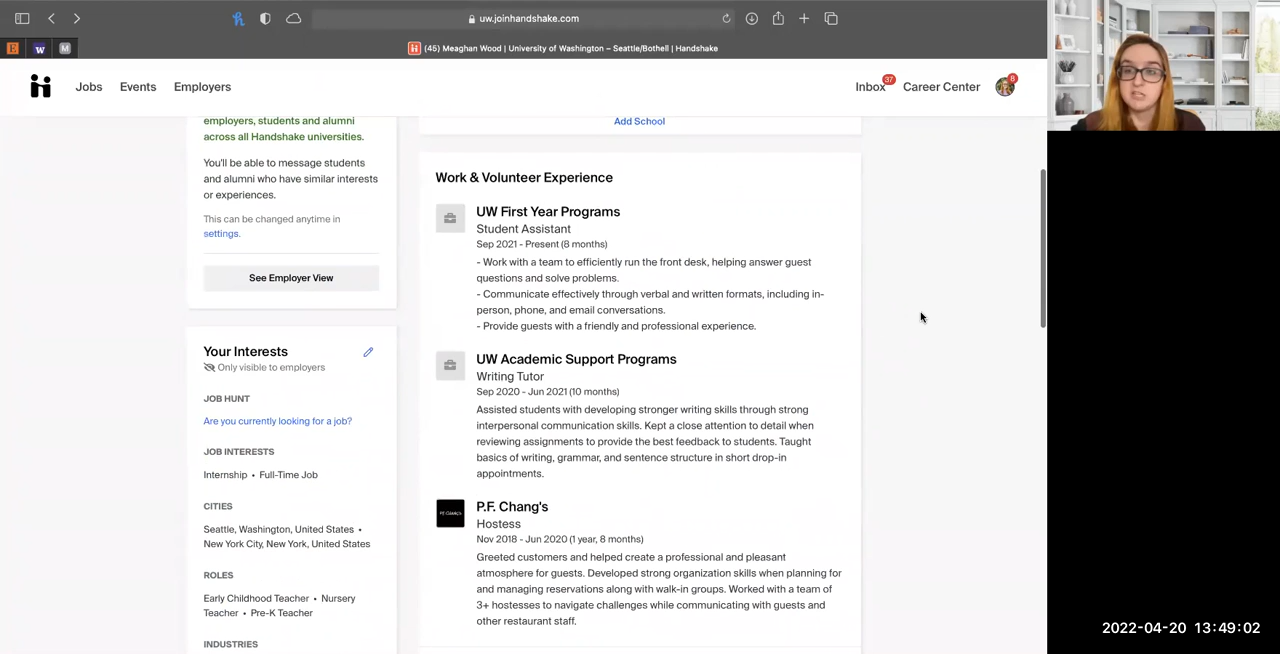 uw.joinhandshake.com
E
W
M
(45) Meaghan Wood | University of Washington – Seattle/Bothell | Handshake
Jobs
Events
Employers
Inbox
37
Career Center
8
employers, students and alumni
across all Handshake universities.
You'll be able to message students
and alumni who have similar interests
or experiences.
This can be changed anytime in
settings.
See Employer View
Your Interests
Only visible to employers
JOB HUNT
Are you currently looking for a job?
JOB INTERESTS
Internship • Full-Time Job
CITIES
Seattle, Washington, United States •
New York City, New York, United States
ROLES
Early Childhood Teacher • Nursery
Teacher • Pre-K Teacher
INDUSTRIES
Add School
Work & Volunteer Experience
UW First Year Programs
Student Assistant
Sep 2021 - Present (8 months)
- Work with a team to efficiently run the front desk, helping answer guest
questions and solve problems.
- Communicate effectively through verbal and written formats, including in-
person, phone, and email conversations.
- Provide guests with a friendly and professional experience.
UW Academic Support Programs
Writing Tutor
Sep 2020 - Jun 2021 (10 months)
Assisted students with developing stronger writing skills through strong
interpersonal communication skills. Kept a close attention to detail when
reviewing assignments to provide the best feedback to students. Taught
basics of writing, grammar, and sentence structure in short drop-in
appointments.
P.F. Chang's
Hostess
Nov 2018 - Jun 2020 (1 year, 8 months)
Greeted customers and helped create a professional and pleasant
atmosphere for guests. Developed strong organization skills when planning for
and managing reservations along with walk-in groups. Worked with a team of
3+ hostesses to navigate challenges while communicating with guests and
other restaurant staff.
2022-04-20 13:49:02